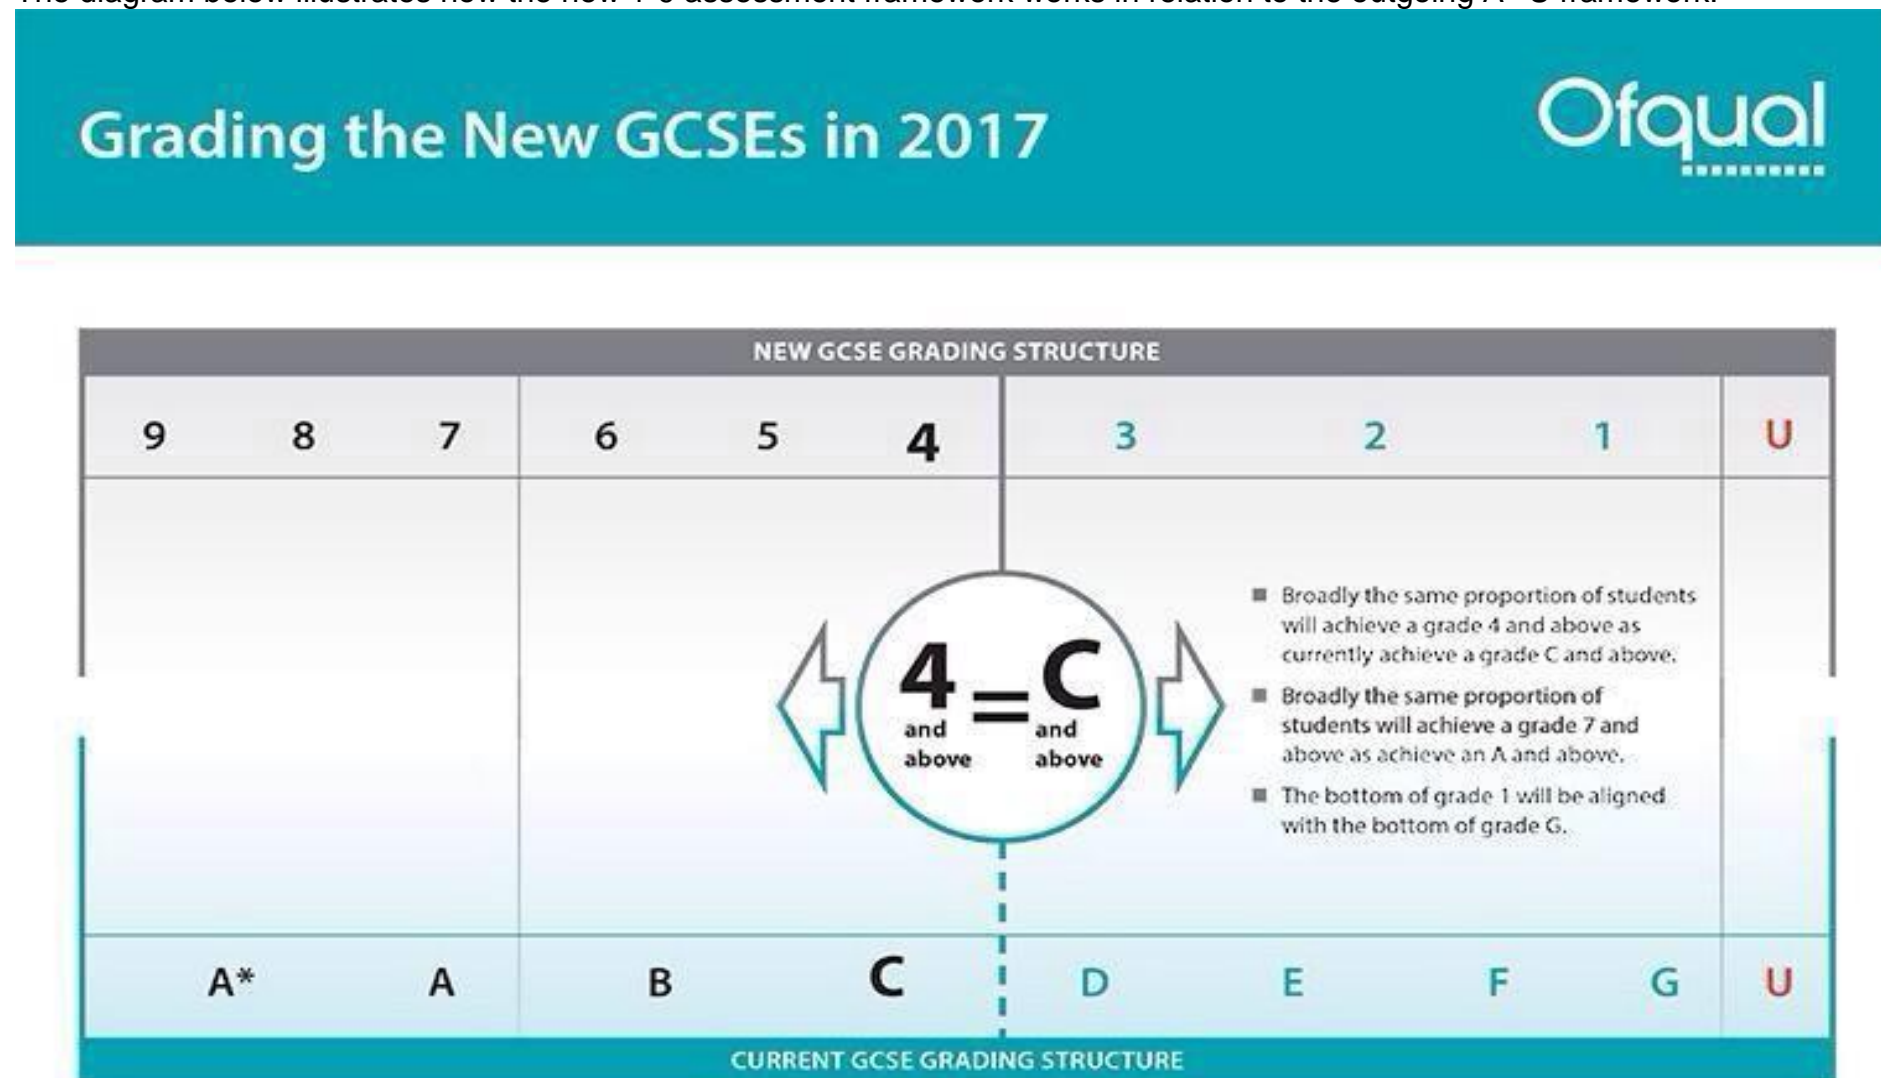 Grading the New GCSEs in 2017
Ofqual
NEW GCSE GRADING STRUCTURE
9 8 7 6 5 4 3 2 1 U
Broadly the same proportion of students
will achieve a grade 4 and above as
currently achieve a grade C and above.
Broadly the same proportion of
students will achieve a grade 7 and
above as achieve an A and above.
The bottom of grade 1 will be aligned
with the bottom of grade G.
4 = C
and and
above above
A* A B C D E F G U
CURRENT GCSE GRADING STRUCTURE